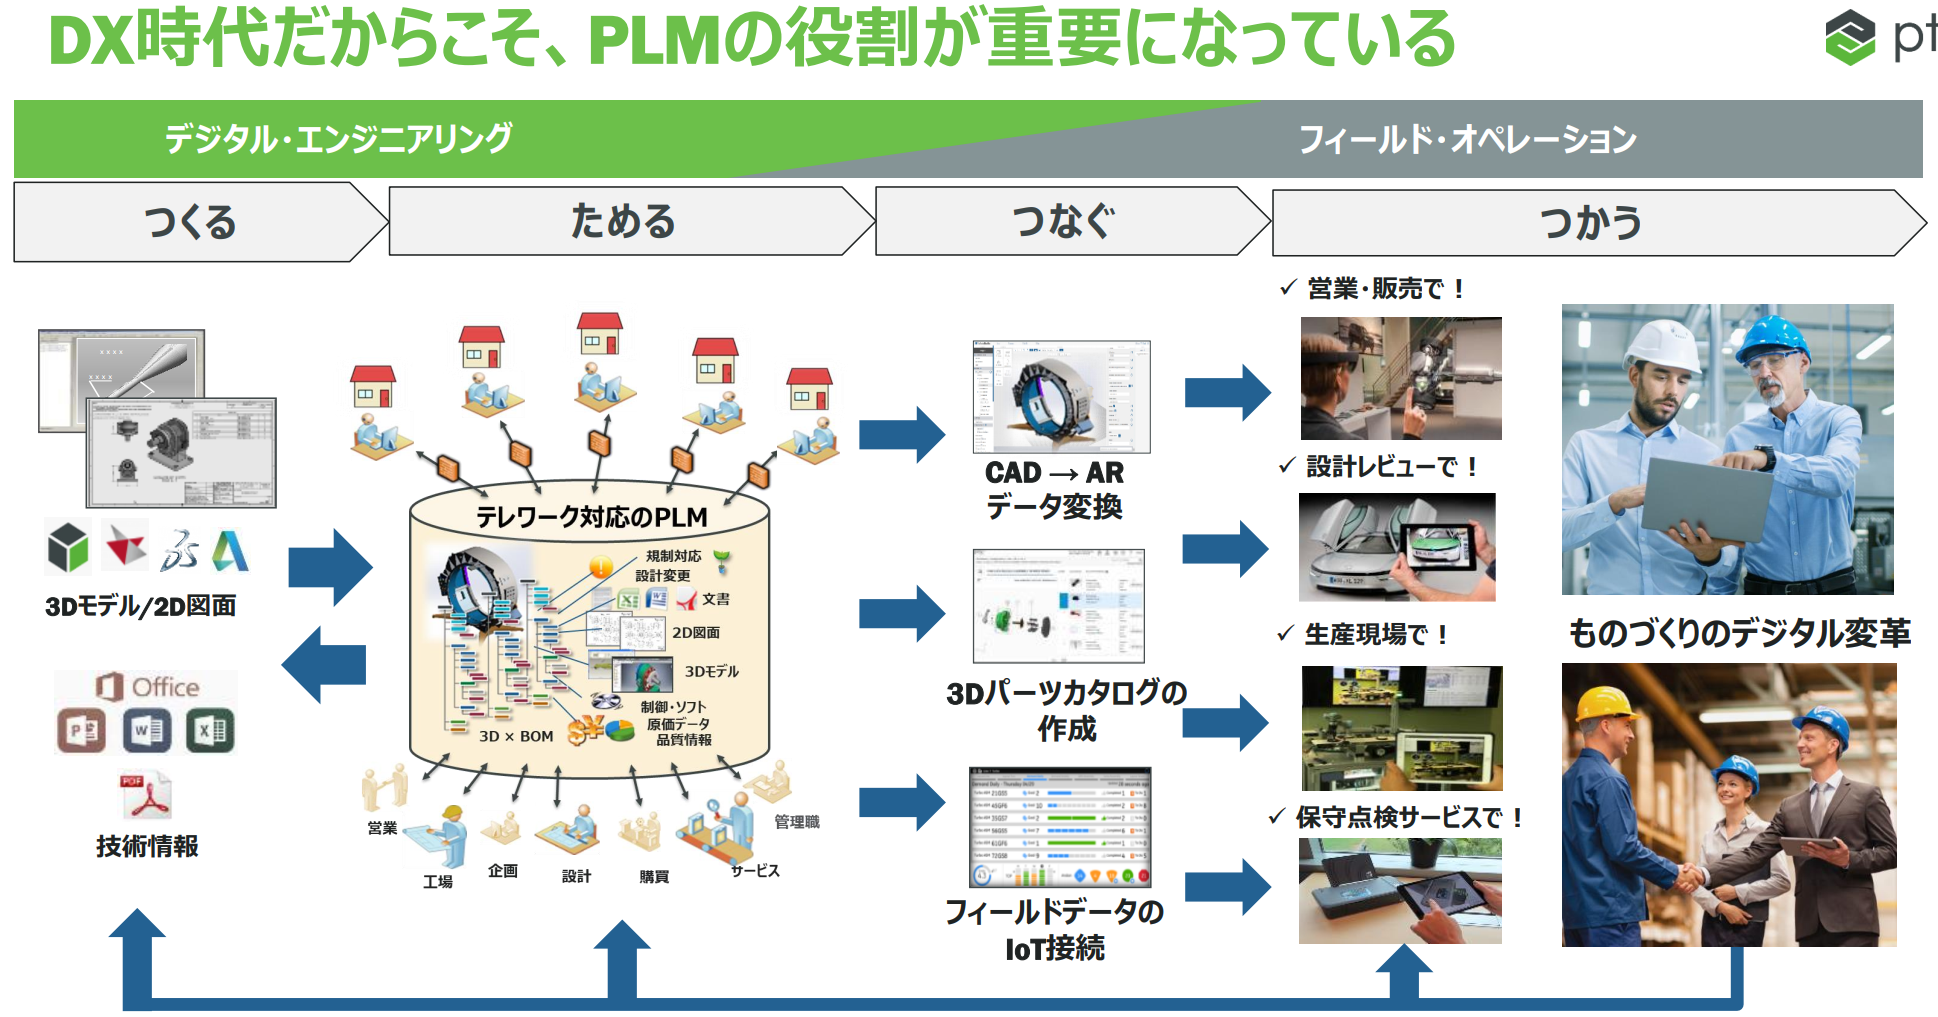 DX時代だからこそ、PLMの役割が重要になっている
pt
デジタル・エンジニアリング
フィールド・オペレーション
つくる
ためる
つなぐ
つかう
XXXX
XXXX
3Dモデル/2D図面
Office
PDF
技術情報
テレワーク対応のPLM
規制対応
設計変更
文書
2D図面
3Dモデル
制御・ソフト
原価データ
品質情報
3D × BOM
営業
工場
企画
設計
購買
サービス
管理職
CAD → AR
データ変換
3Dパーツカタログの
作成
フィールドデータの
IoT接続
✓ 営業・販売で！
✓ 設計レビューで！
✓ 生産現場で！
✓ 保守点検サービスで！
ものづくりのデジタル変革